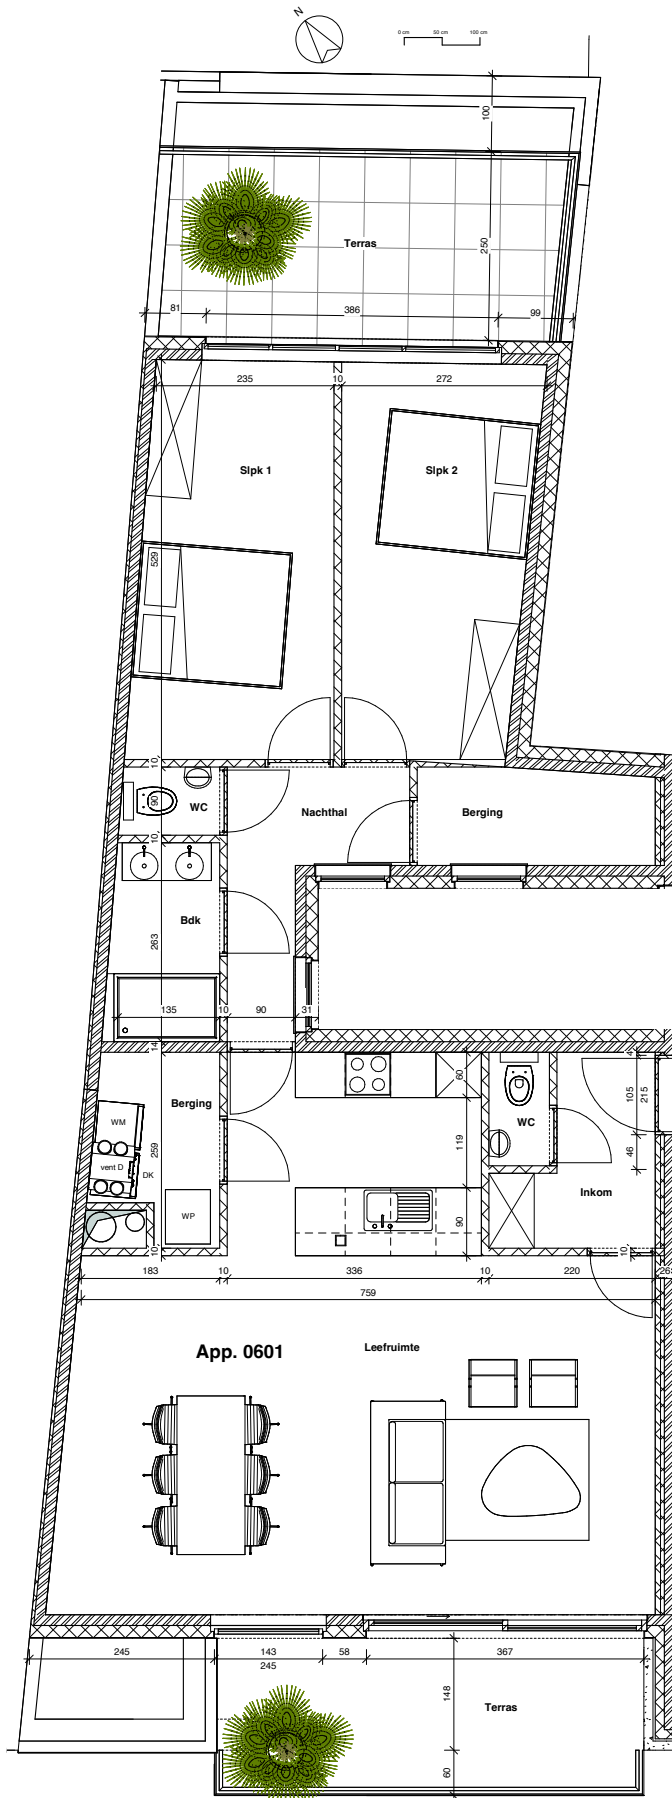 N
0 cm 50 cm 100 cm
100
Terras
250
81 386 99
235 10 272
Slpk 1
Slpk 2
529
10
90
WC
Nachthal
Berging
10
Bdk
263
135 10 90 31
14
Berging
60
WC
4
105
215
WM
119
259
vent D
DK
46
Inkom
WP
90
10
10
183 10 336 10 220 26
759
App. 0601
Leefruimte
245 143 58 367
245
148
Terras
60